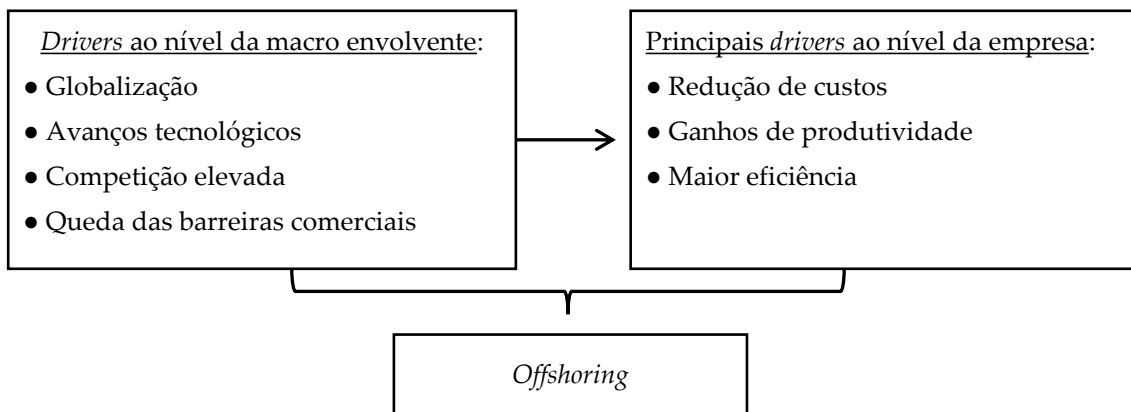 Drivers ao nível da macro envolvente:
● Globalização
● Avanços tecnológicos
● Competição elevada
● Queda das barreiras comerciais
Principais drivers ao nível da empresa:
● Redução de custos
● Ganhos de produtividade
● Maior eficiência
Offshoring